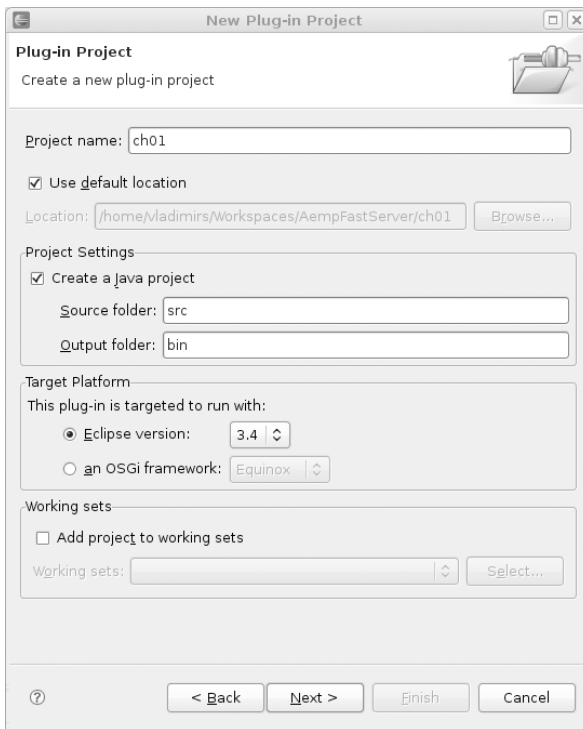 New Plug-in Project
Plug-in Project
Create a new plug-in project
Project name: ch01
Use default location
Location: /home/vladimirs/Workspaces/AempFastServer/ch01 Browse...
Project Settings
Create a Java project
Source folder: src
Output folder: bin
Target Platform
This plug-in is targeted to run with:
Eclipse version: 3.4
an OSGi framework: Equinox
Working sets
Add project to working sets
Working sets: Select...
? < Back Next > Finish Cancel